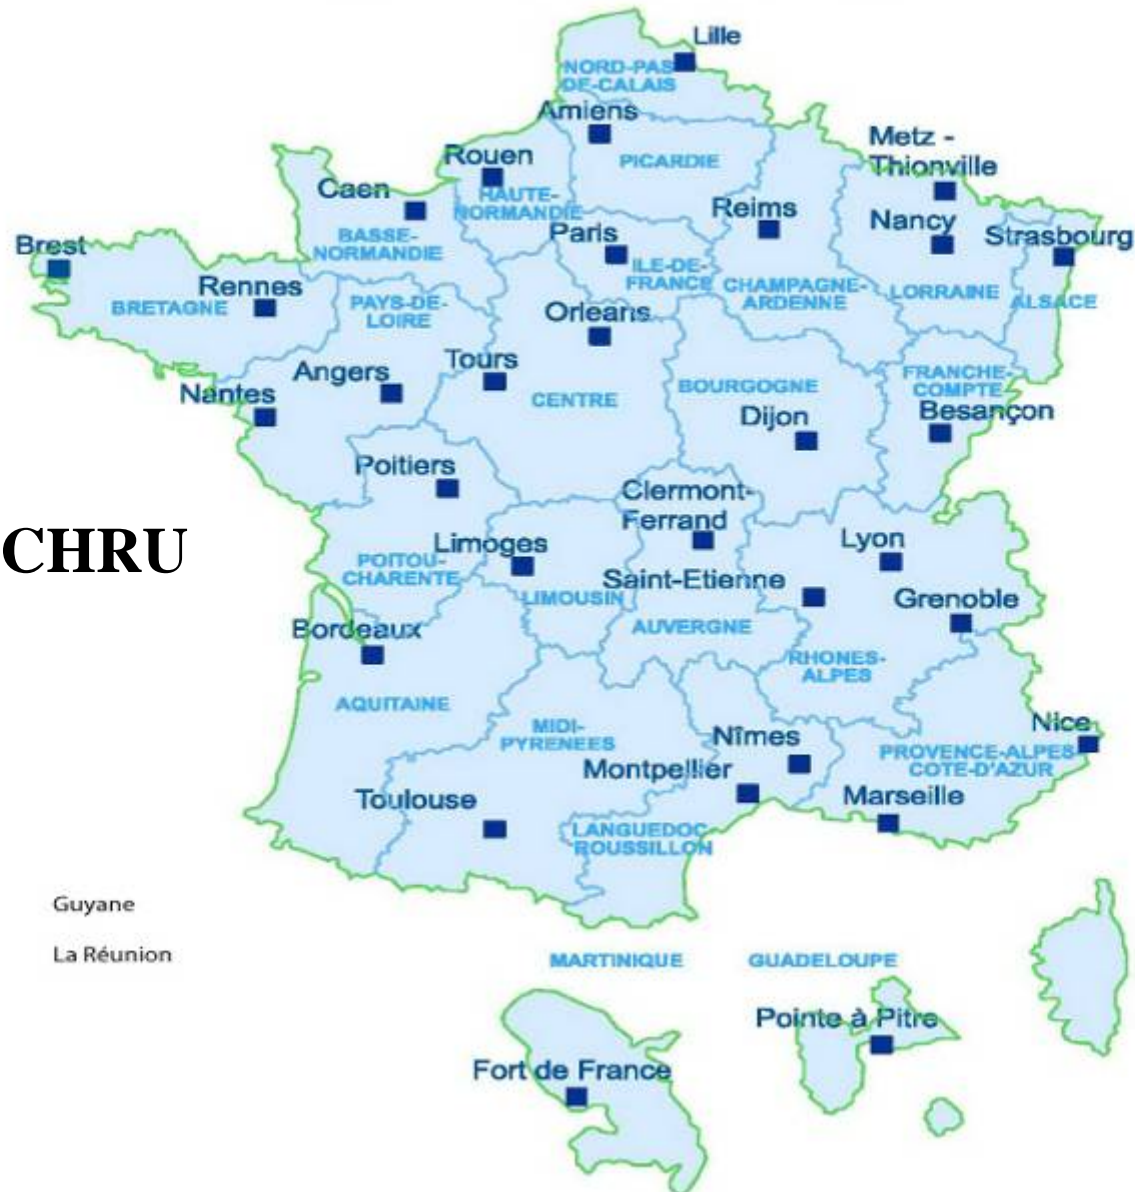 Lille
NORD-PAS
DE-CALAIS
Amiens
PICARDIE
Metz -
Thionville
Rouen
HAUTE-
NORMANDIE
Caen
BASSE-
NORMANDIE
Reims
Nancy
Strasbourg
Paris
ILE-DE-
FRANCE
CHAMPAGNE-
ARDENNE
LORRAINE
ALSACE
Brest
Rennes
BRETAGNE
PAYS-DE-
LOIRE
Orleans
Angers
Tours
Nantes
CENTRE
BOURGOGNE
Dijon
FRANCHE-
COMPTE
Besançon
Poitiers
Clermont-
Ferrand
CHRU
Limoges
POITOU-
CHARENTE
LIMOUSIN
Lyon
Saint-Etienne
Grenoble
AUVERGNE
Bordeaux
RHONES-
ALPES
AQUITAINE
MIDI-
PYRENEES
Nîmes
Nice
PROVENCE-ALPES
COTE-D'AZUR
Montpellier
Toulouse
Marseille
LANGUEDOC
ROUSSILLON
Guyane
La Réunion
MARTINIQUE
GUADELOUPE
Pointe à Pitre
Fort de France